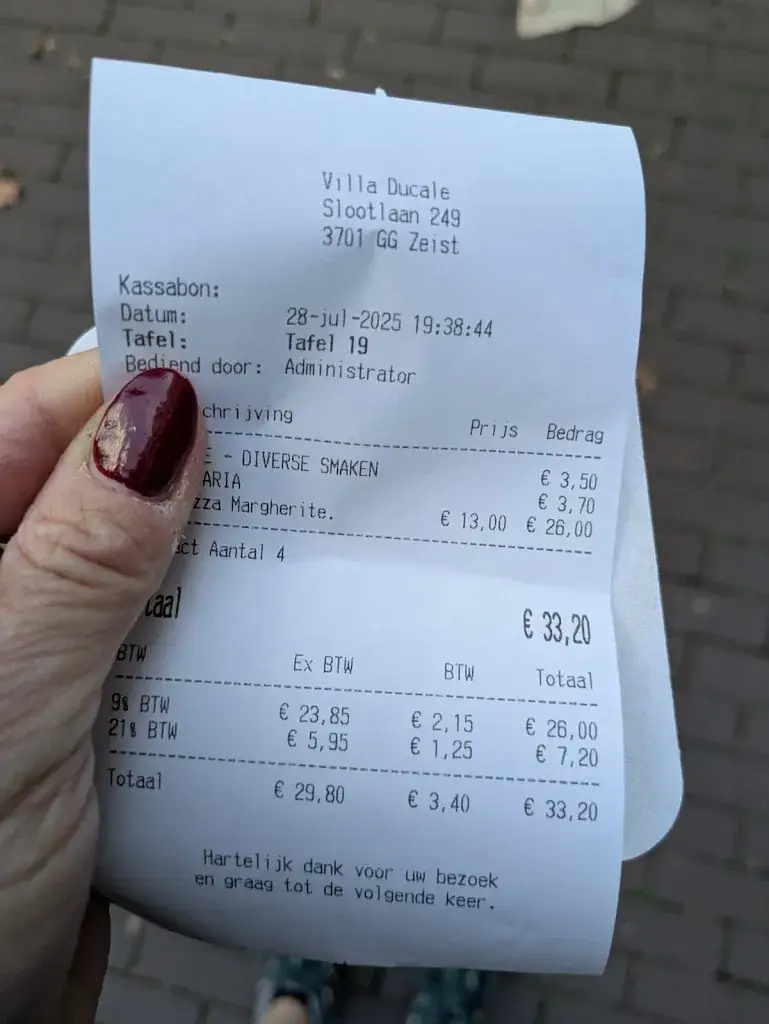 Villa Ducale
Slootlaan 249
3701 GG Zeist
Kassabon:
Datum: 28-jul-2025 19:38:44
Tafel: Tafel 19
Bediend door: Administrator
chrijving Prijs Bedrag
E - DIVERSE SMAKEN € 3,50
ARIA € 3,70
zza Margherite. € 13,00 € 26,00
ct Aantal 4
taal € 33,20
BTW Ex BTW BTW Totaal
9% BTW € 23,85 € 2,15 € 26,00
21% BTW € 5,95 € 1,25 € 7,20
Totaal € 29,80 € 3,40 € 33,20
Hartelijk dank voor uw bezoek
en graag tot de volgende keer.